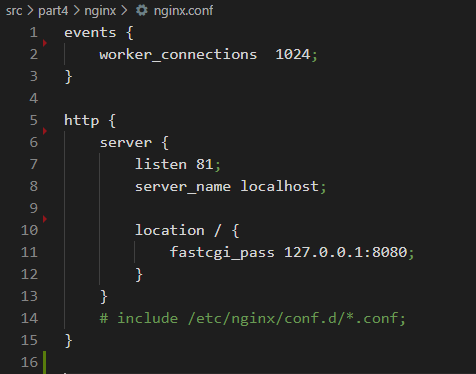 src > part4 > nginx > nginx.conf
1 events {
2     worker_connections  1024;
3 }
4
5 http {
6     server {
7         listen 81;
8         server_name localhost;
9
10         location / {
11             fastcgi_pass 127.0.0.1:8080;
12         }
13     }
14     # include /etc/nginx/conf.d/*.conf;
15 }
16